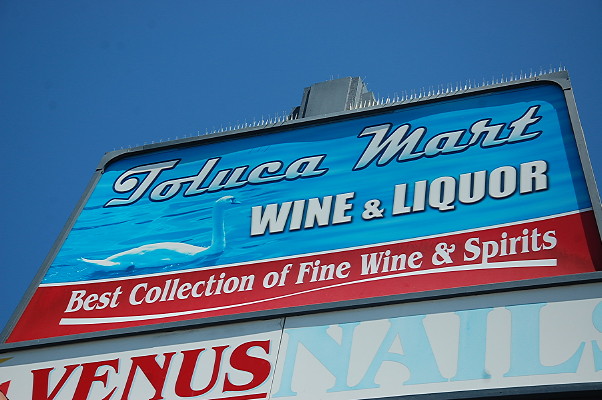 Toluca Mart
WINE & LIQUOR
Best Collection of Fine Wine & Spirits
VENUS NAILS